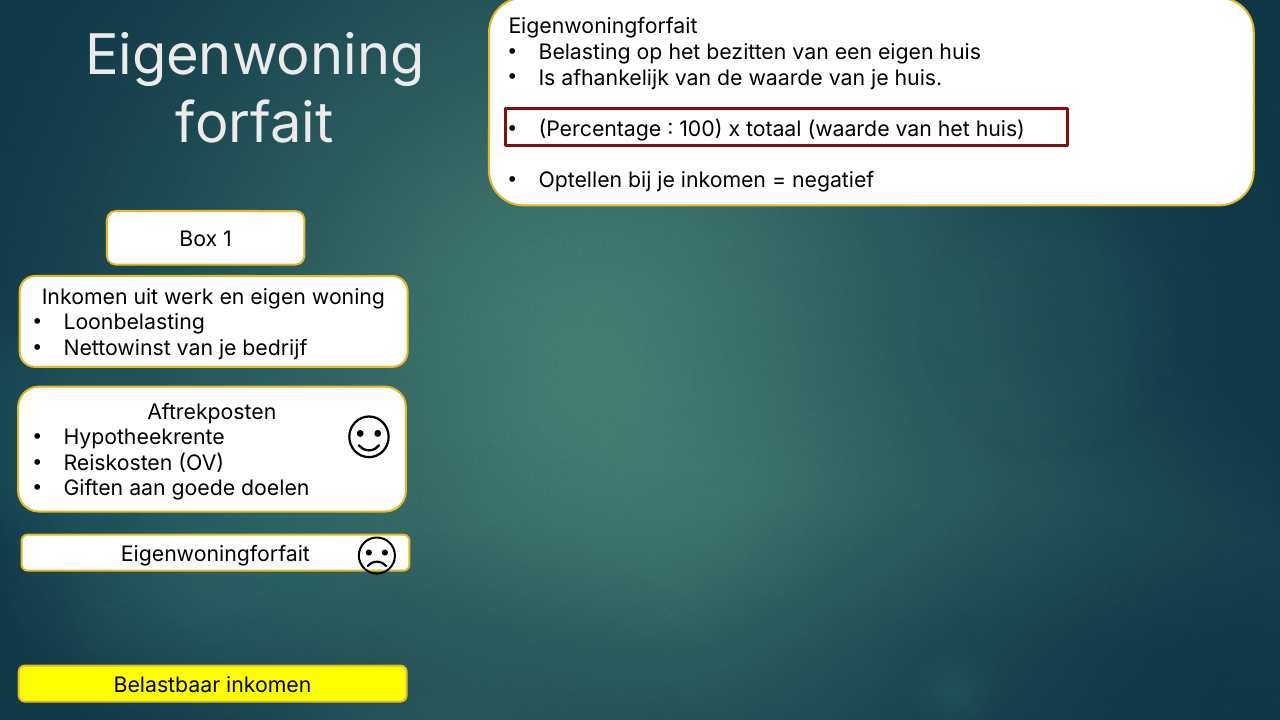 Eigenwoning
forfait
Eigenwoningforfait
• Belasting op het bezitten van een eigen huis
• Is afhankelijk van de waarde van je huis.
• (Percentage : 100) x totaal (waarde van het huis)
• Optellen bij je inkomen = negatief
Box 1
Inkomen uit werk en eigen woning
• Loonbelasting
• Nettowinst van je bedrijf
Aftrekposten
• Hypotheekrente
• Reiskosten (OV)
• Giften aan goede doelen
Eigenwoningforfait
Belastbaar inkomen